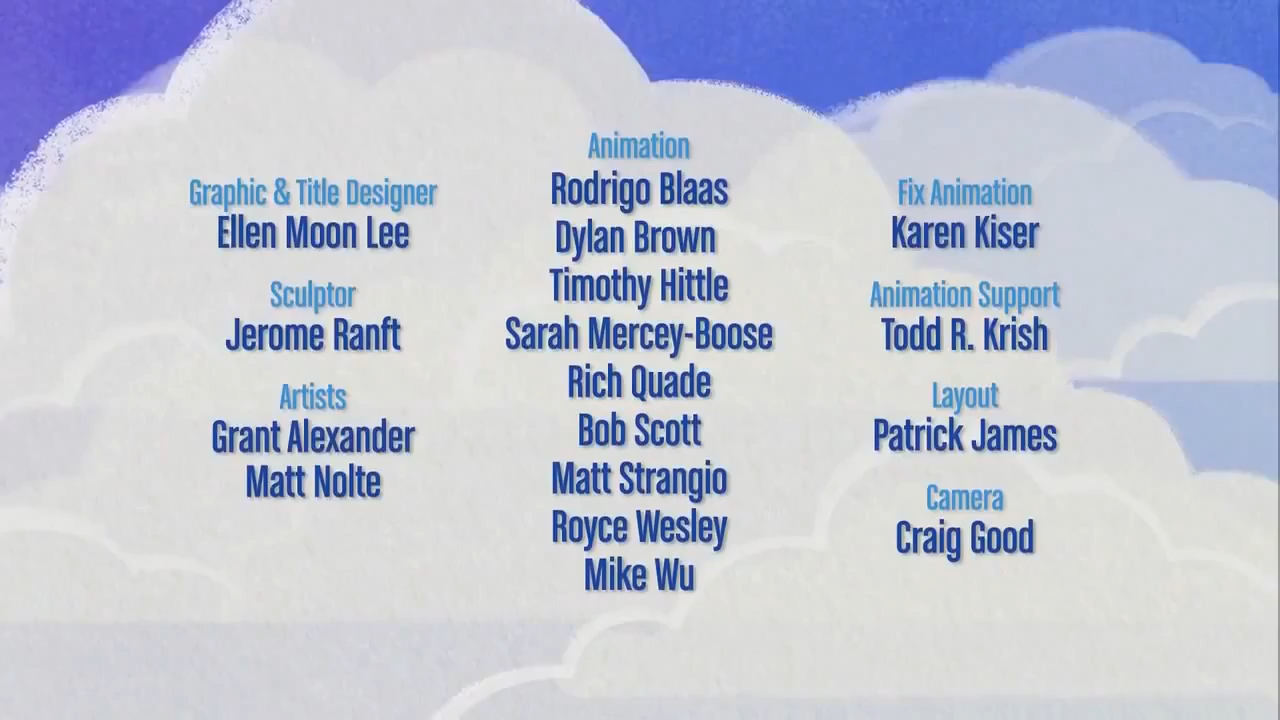 Graphic & Title Designer
Ellen Moon Lee
Sculptor
Jerome Ranft
Artists
Grant Alexander
Matt Nolte
Animation
Rodrigo Blaas
Dylan Brown
Timothy Hittle
Sarah Mercey-Boose
Rich Quade
Bob Scott
Matt Strangio
Royce Wesley
Mike Wu
Fix Animation
Karen Kiser
Animation Support
Todd R. Krish
Layout
Patrick James
Camera
Craig Good